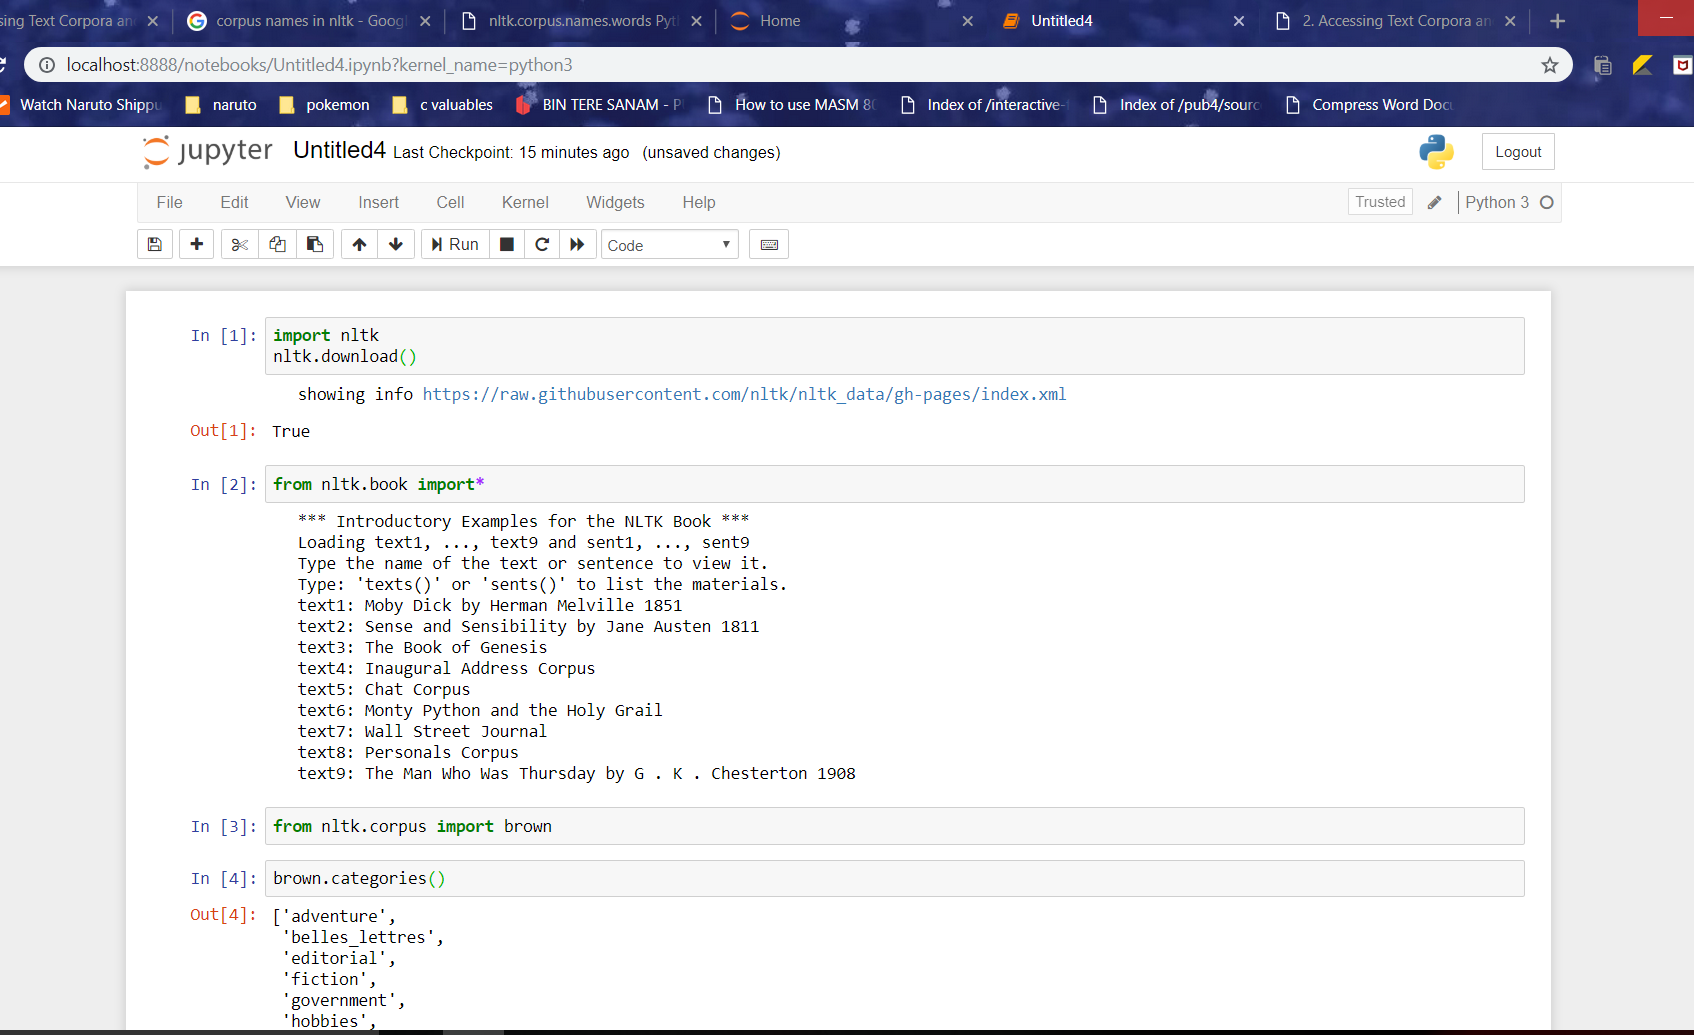 sing Text Corpora an
corpus names in nltk - Goog
nltk.corpus.names.words Pyt
Home
Untitled4
2. Accessing Text Corpora an
localhost:8888/notebooks/Untitled4.ipynb?kernel_name=python3
Watch Naruto Shippu
naruto
pokemon
c valuables
BIN TERE SANAM - P
How to use MASM 8
Index of /interactive-
Index of /pub4/sourc
Compress Word Doc
jupyter Untitled4 Last Checkpoint: 15 minutes ago (unsaved changes)
Logout
File Edit View Insert Cell Kernel Widgets Help
Trusted
Python 3
Run
Code
In [1]: import nltk
nltk.download()
showing info https://raw.githubusercontent.com/nltk/nltk_data/gh-pages/index.xml
Out[1]: True
In [2]: from nltk.book import*
*** Introductory Examples for the NLTK Book ***
Loading text1, ..., text9 and sent1, ..., sent9
Type the name of the text or sentence to view it.
Type: 'texts()' or 'sents()' to list the materials.
text1: Moby Dick by Herman Melville 1851
text2: Sense and Sensibility by Jane Austen 1811
text3: The Book of Genesis
text4: Inaugural Address Corpus
text5: Chat Corpus
text6: Monty Python and the Holy Grail
text7: Wall Street Journal
text8: Personals Corpus
text9: The Man Who Was Thursday by G . K . Chesterton 1908
In [3]: from nltk.corpus import brown
In [4]: brown.categories()
Out[4]: ['adventure',
'belles_lettres',
'editorial',
'fiction',
'government',
'hobbies',